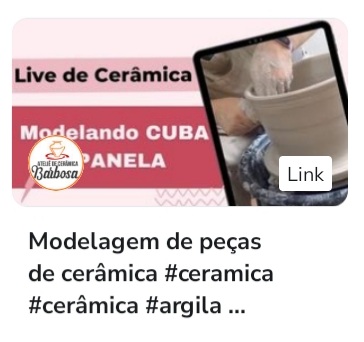 Live de Cerâmica
Modelando CUBA
PANELA
ATELIÊ DE CERÂMICA
Barbosa
Link
Modelagem de peças
de cerâmica #ceramica
#cerâmica #argila ...